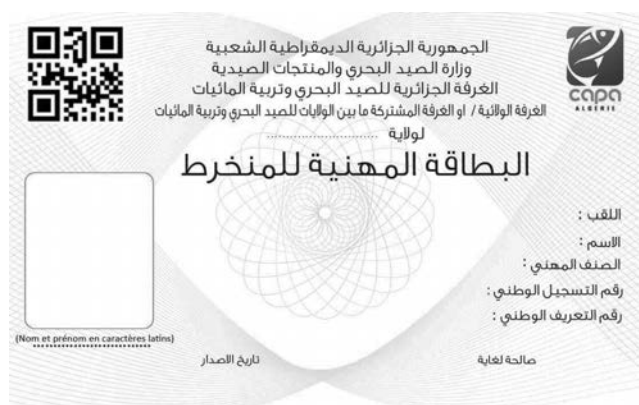 الجمهورية الجزائرية الديمقراطية الشعبية
وزارة الصيد البحري والمنتجات الصيدية
الغرفة الجزائرية للصيد البحري وتربية المائيات
الغرفة الولائية / او الغرفة المشتركة ما بين الولايات للصيد البحري وتربية المائيات
لولاية ........................
capa
ALGERIE
البطاقة المهنية للمنخرط
اللقب :
الاسم :
الصنف المهني :
رقم التسجيل الوطني :
رقم التعريف الوطني :
(Nom et prénom en caractères latins)
صالحة لغاية
تاريخ الاصدار